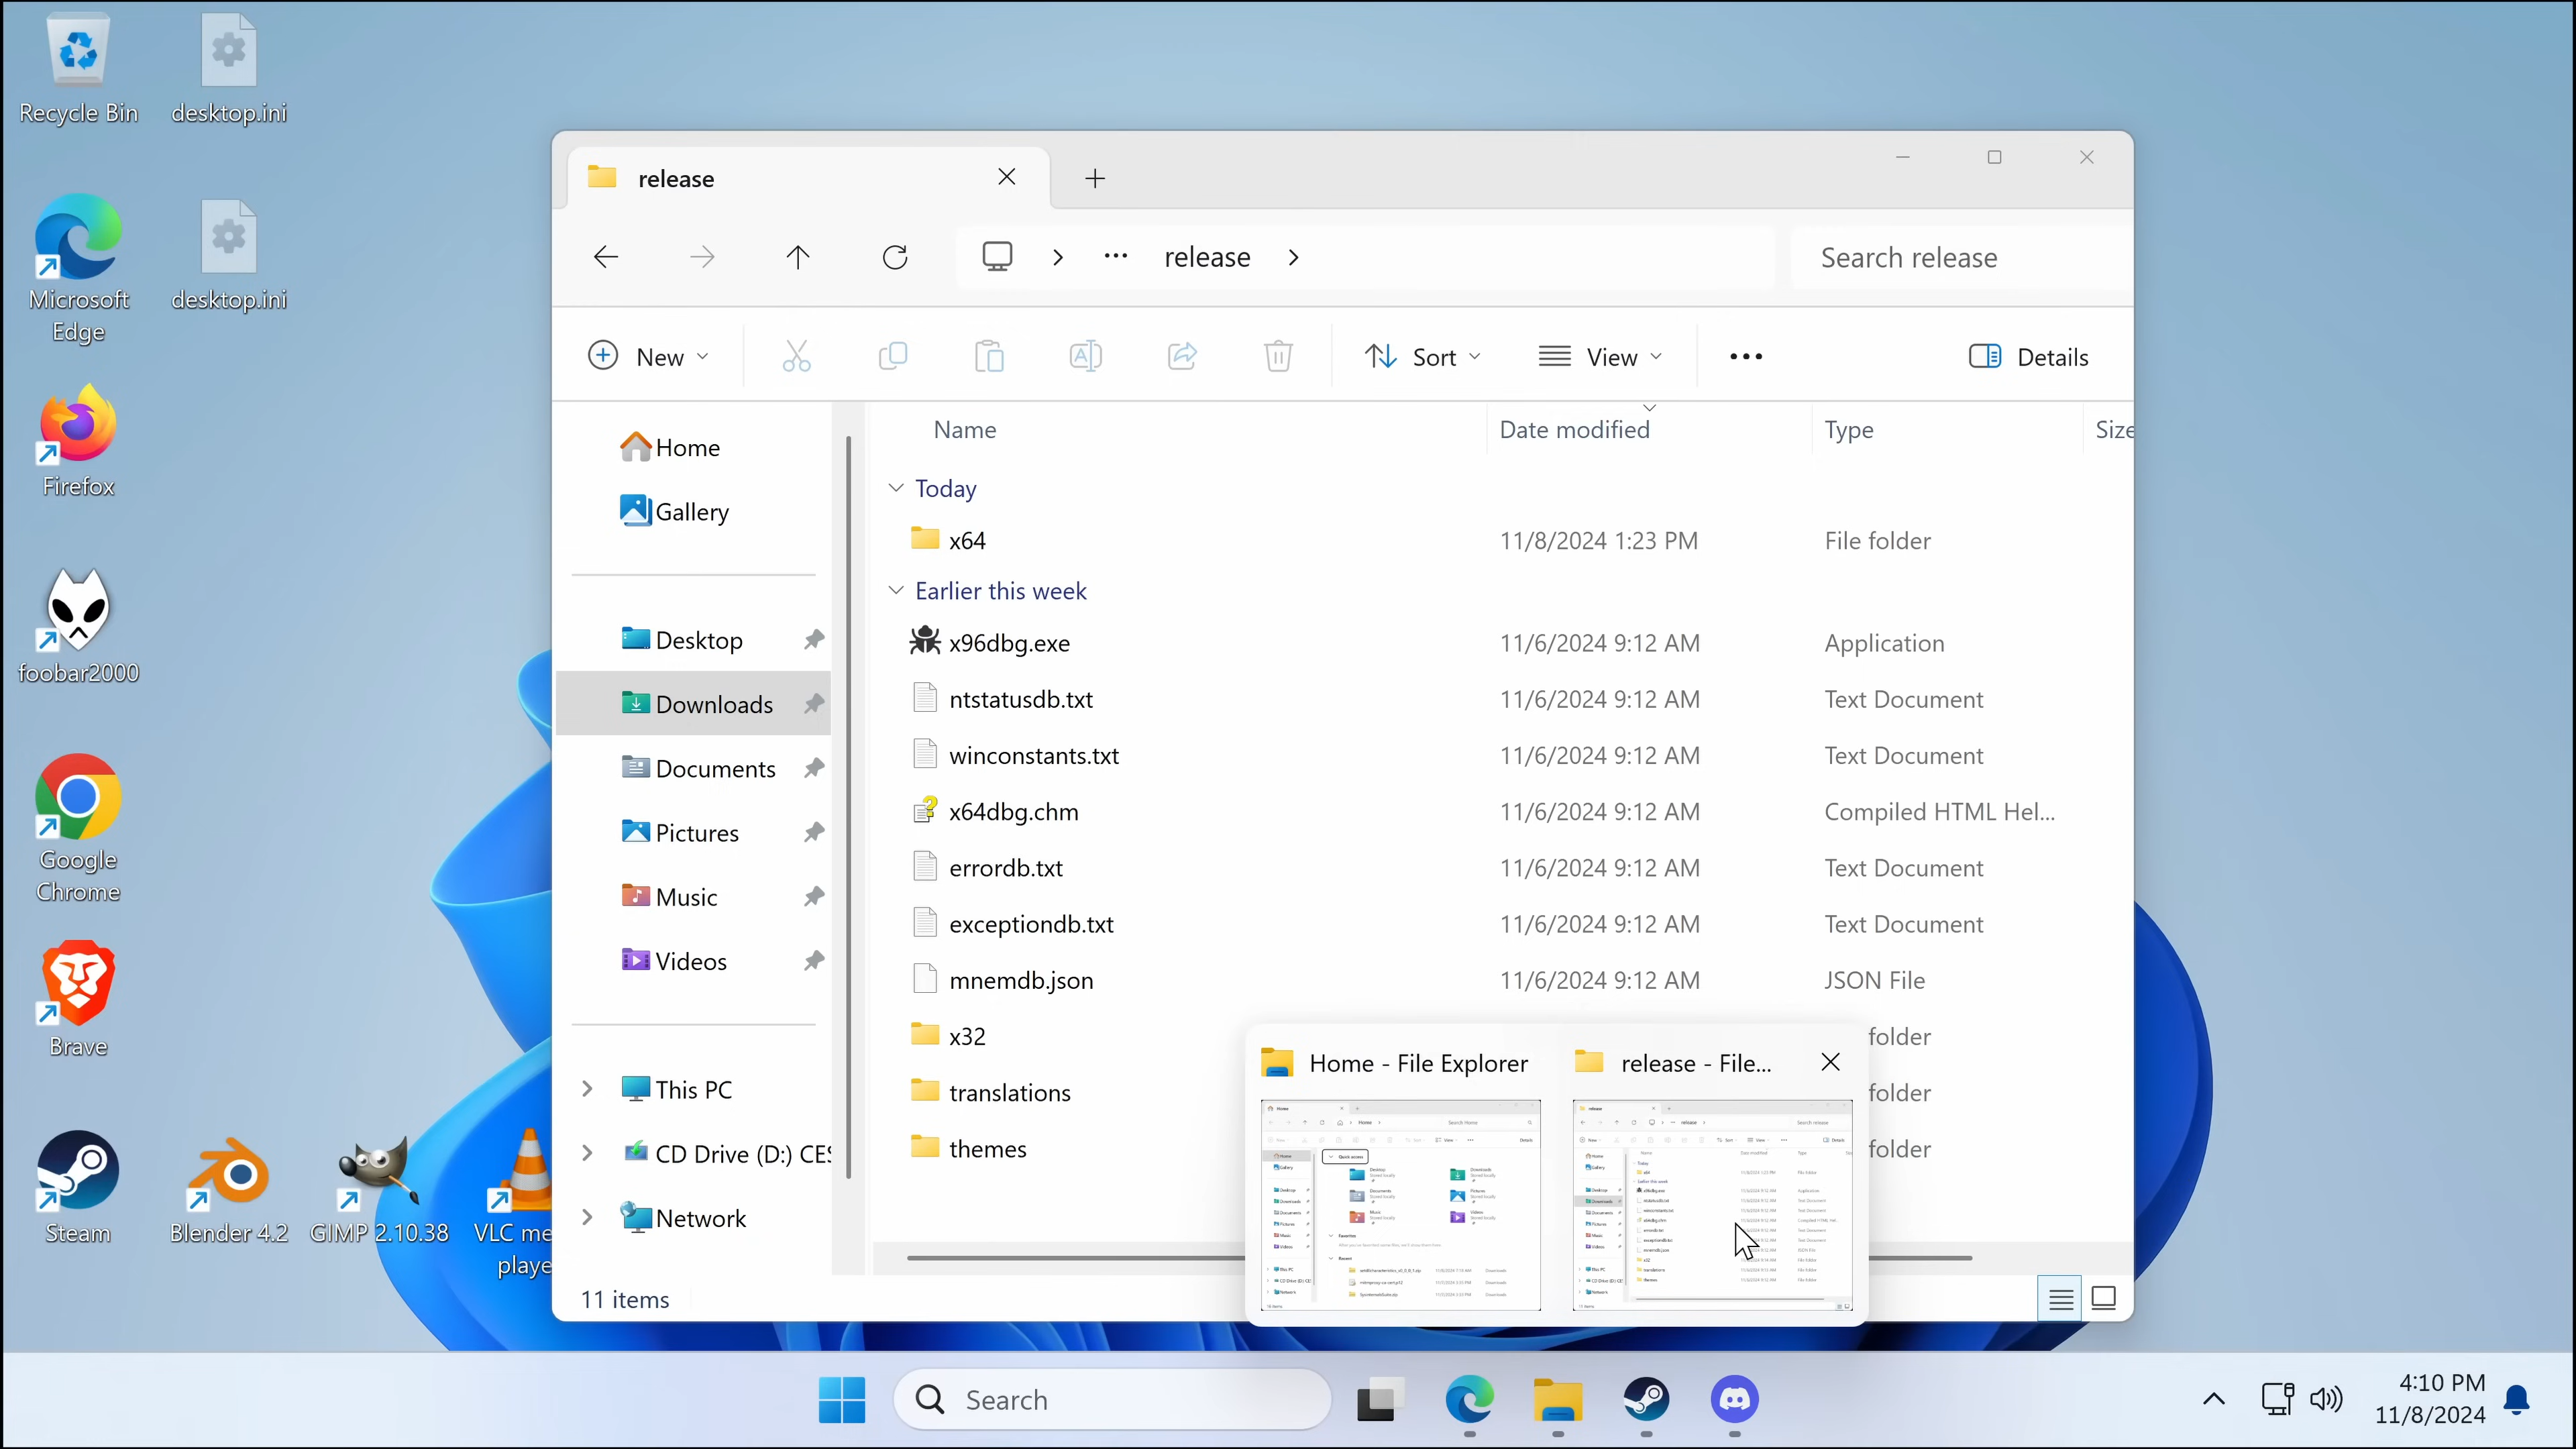 Recycle Bin
desktop.ini
Microsoft
Edge
desktop.ini
Firefox
foobar2000
Google
Chrome
Brave
Steam
Blender 4.2
GIMP 2.10.38
VLC me
playe
release
release
Search release
New
Sort
View
Details
Home
Gallery
Desktop
Downloads
Documents
Pictures
Music
Videos
This PC
CD Drive (D:) CES
Network
Name
Date modified
Type
Size
Today
x64
11/8/2024 1:23 PM
File folder
Earlier this week
x96dbg.exe
11/6/2024 9:12 AM
Application
ntstatusdb.txt
11/6/2024 9:12 AM
Text Document
winconstants.txt
11/6/2024 9:12 AM
Text Document
x64dbg.chm
11/6/2024 9:12 AM
Compiled HTML Hel...
errordb.txt
11/6/2024 9:12 AM
Text Document
exceptiondb.txt
11/6/2024 9:12 AM
Text Document
mnemdb.json
11/6/2024 9:12 AM
JSON File
x32
folder
translations
folder
themes
folder
11 items
Home - File Explorer
release - File...
Search
4:10 PM
11/8/2024